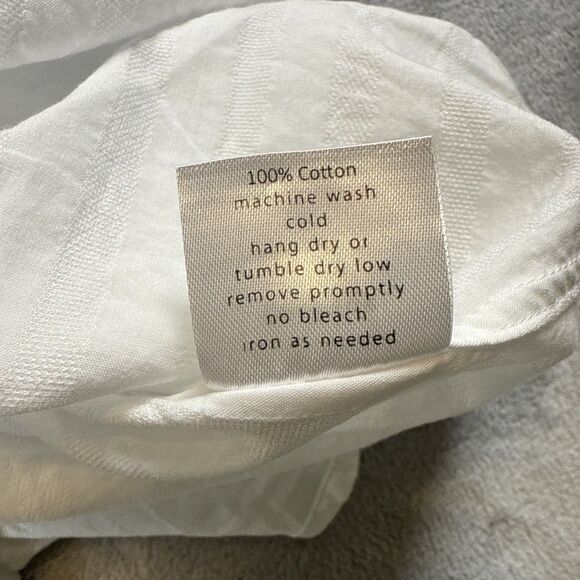 100% Cotton
machine wash
cold
hang dry or
tumble dry low
remove promptly
no bleach
iron as needed